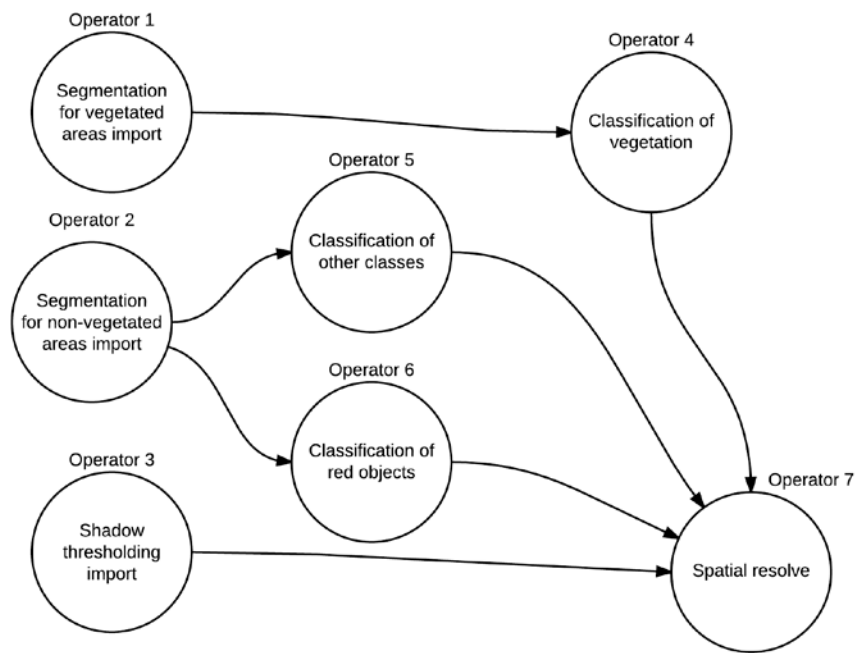 Operator 1
Segmentation
for vegetated
areas import
Operator 4
Classification of
vegetation
Operator 5
Classification of
other classes
Operator 2
Segmentation
for non-vegetated
areas import
Operator 6
Classification of
red objects
Operator 3
Shadow
thresholding
import
Operator 7
Spatial resolve